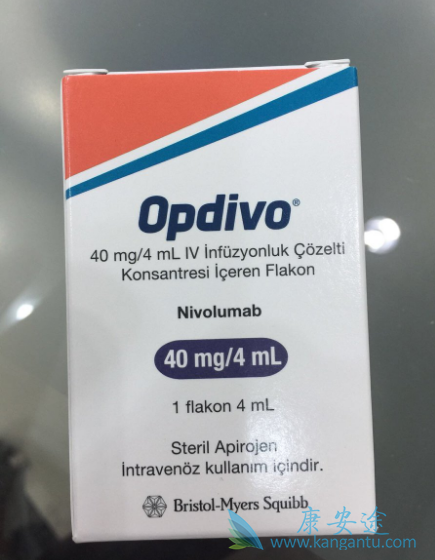 Opdivo®
40 mg/4 mL IV İnfüzyonluk Çözelti
Konsantresi İçeren Flakon
Nivolumab
40 mg/4 mL
1 flakon 4 mL
Steril Apirojen
İntravenöz kullanım içindir.
Bristol-Myers Squibb
康安途
www.kangantu.com